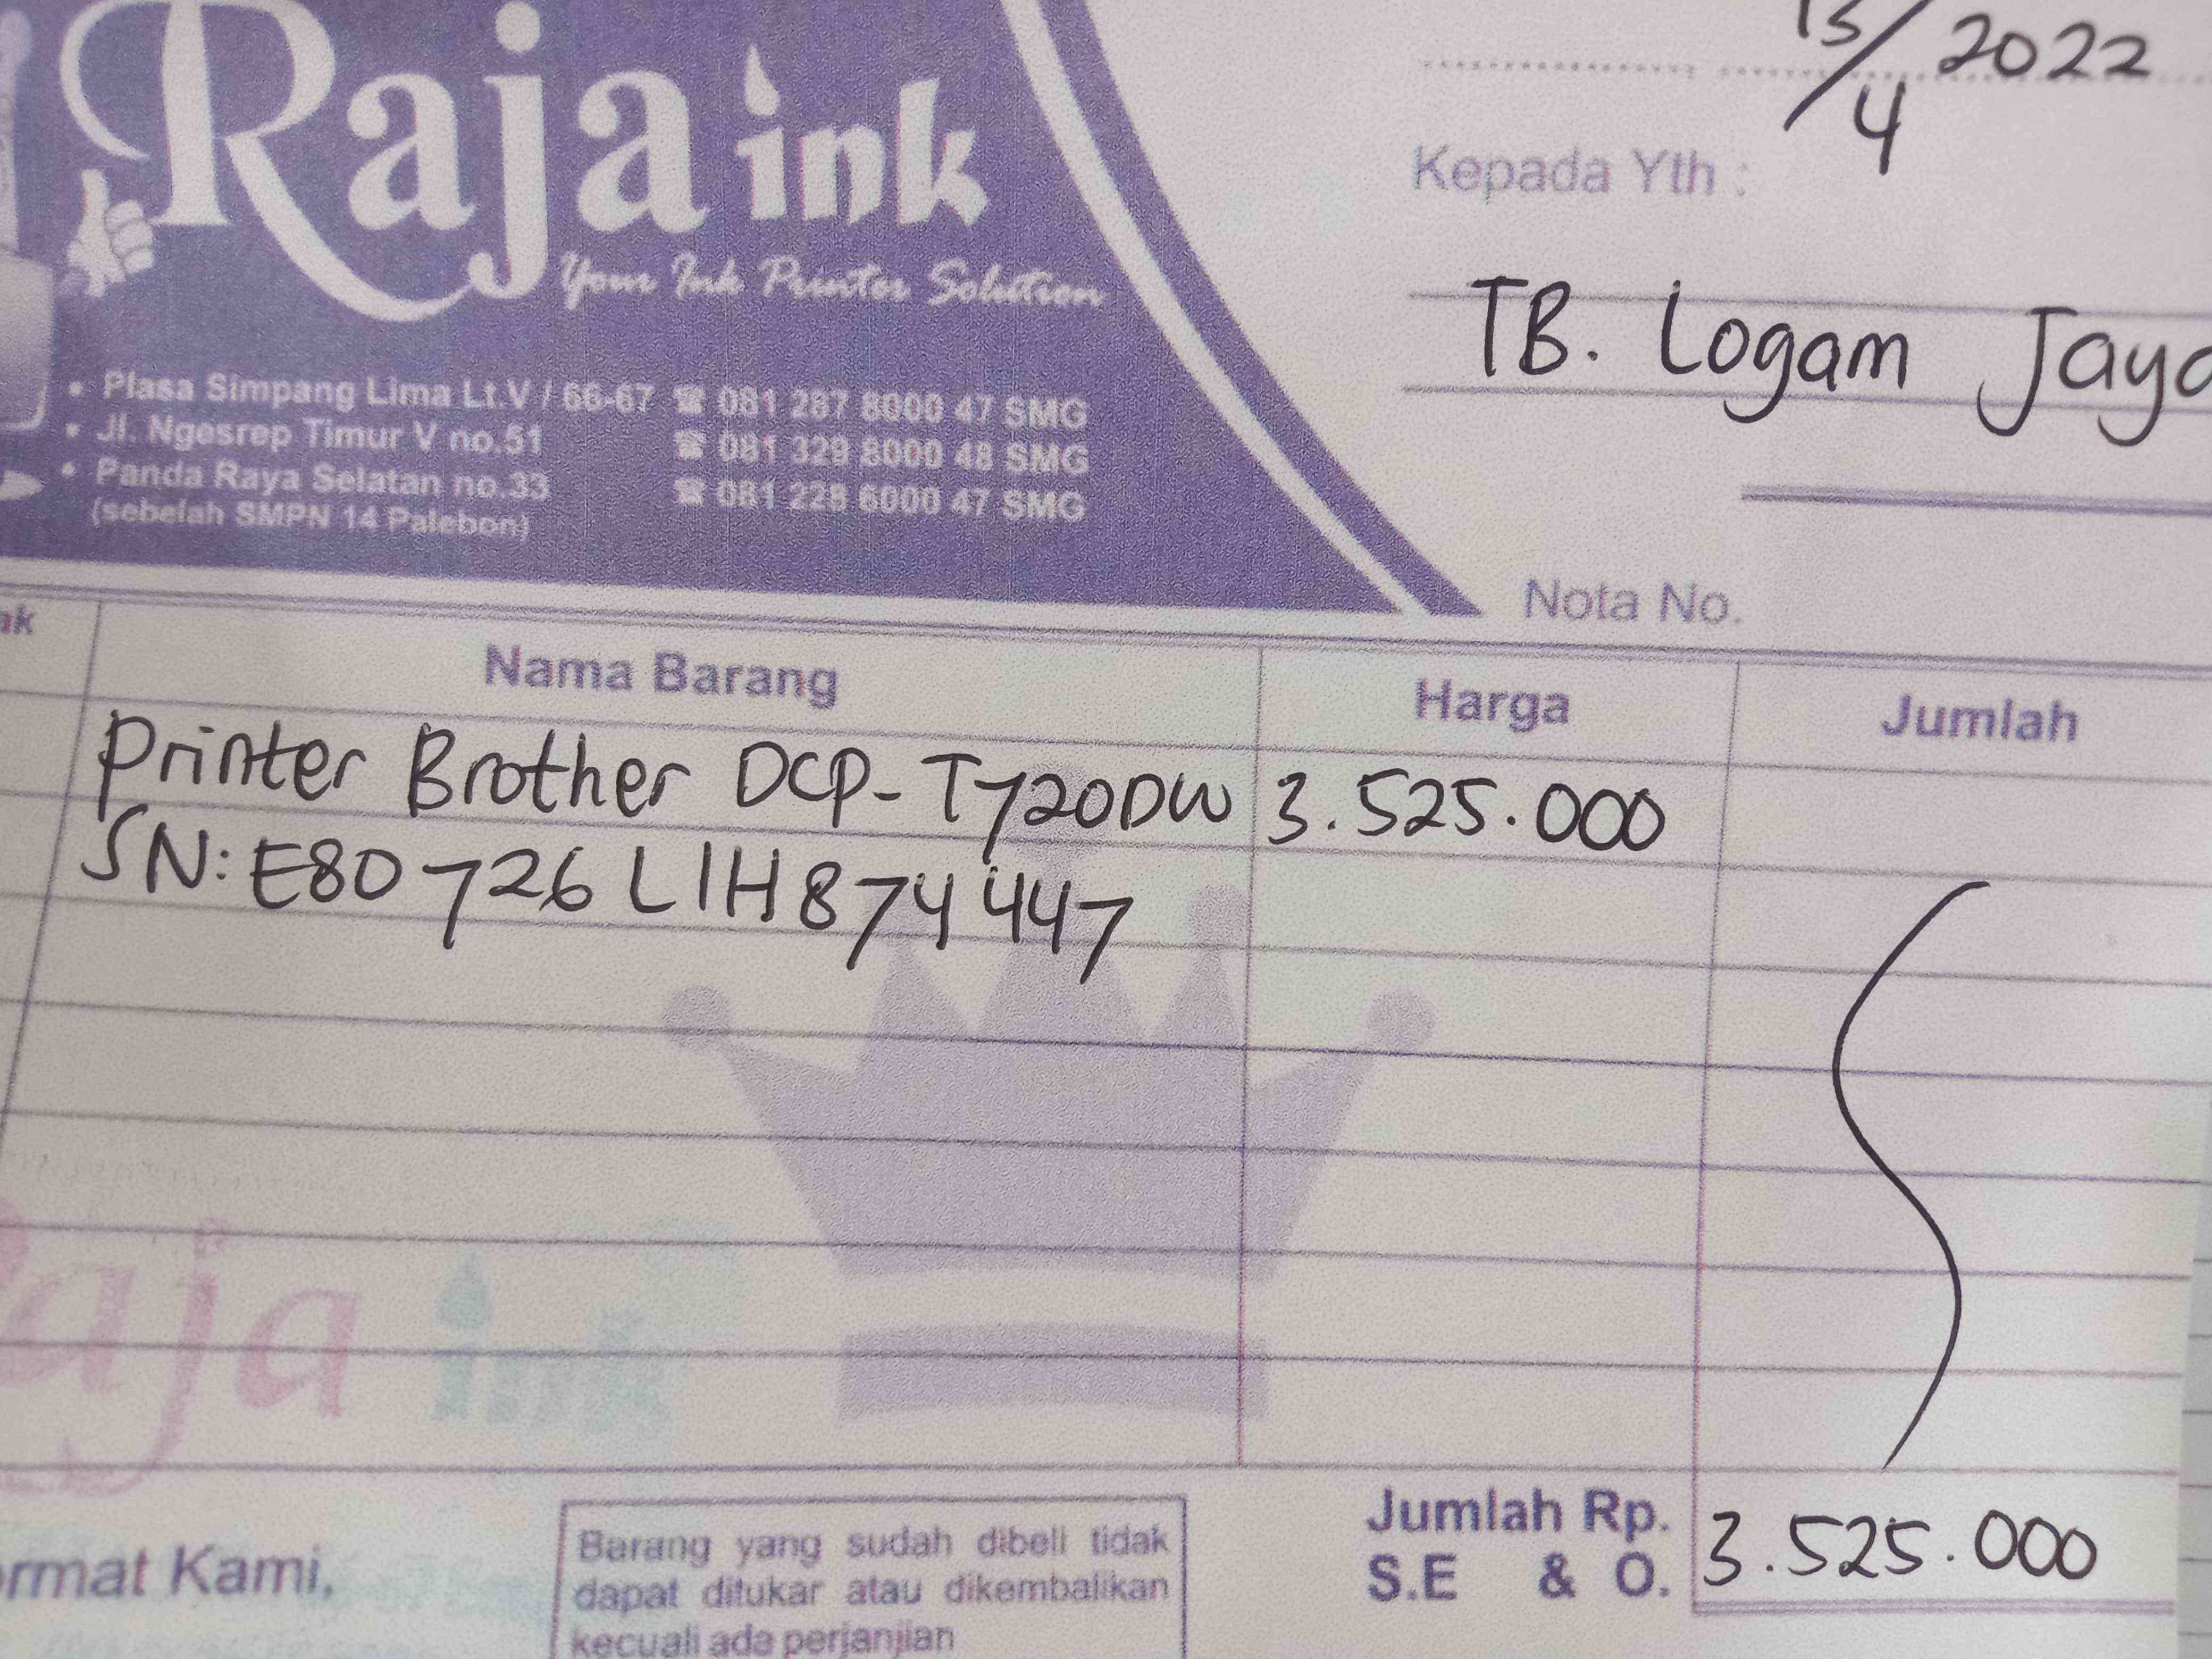 Raja ink
Your Ink Printer Solution
• Plasa Simpang Lima Lt.V / 66-67 ☎ 081 287 8000 47 SMG
• Jl. Ngesrep Timur V no.51 ☎ 081 329 8000 48 SMG
• Panda Raya Selatan no.33 ☎ 081 228 6000 47 SMG
(sebelah SMPN 14 Palebon)
13/4 2022
Kepada Yth :
TB. Logam Jaya
Nota No.
Nama Barang Harga Jumlah
Printer Brother DCP-T720DW 3.525.000
SN: E80726L1H874447
Raja ink
Jumlah Rp. 3.525.000
S.E & O.
ormat Kami,
Barang yang sudah dibeli tidak
dapat ditukar atau dikembalikan
kecuali ada perjanjian